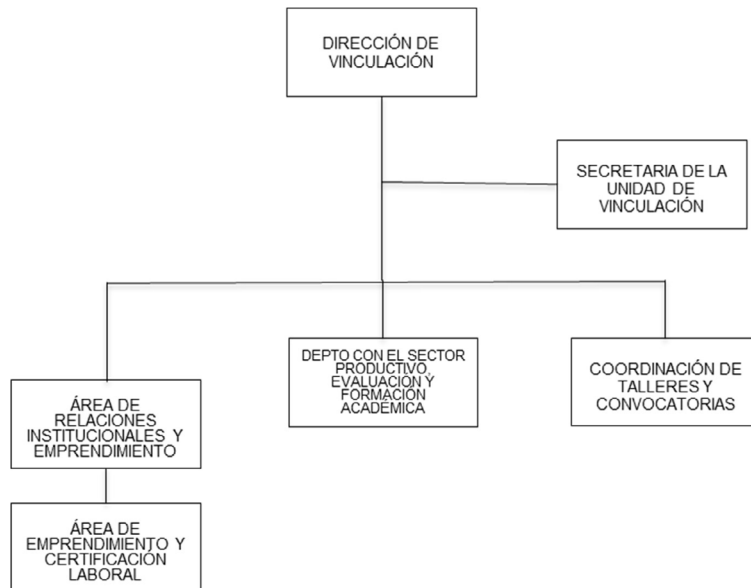 DIRECCIÓN DE
VINCULACIÓN
SECRETARIA DE LA
UNIDAD DE
VINCULACIÓN
DEPTO CON EL SECTOR
PRODUCTIVO,
EVALUACIÓN Y
FORMACIÓN
ACADÉMICA
COORDINACIÓN DE
TALLERES Y
CONVOCATORIAS
ÁREA DE
RELACIONES
INSTITUCIONALES Y
EMPRENDIMIENTO
ÁREA DE
EMPRENDIMIENTO Y
CERTIFICACIÓN
LABORAL